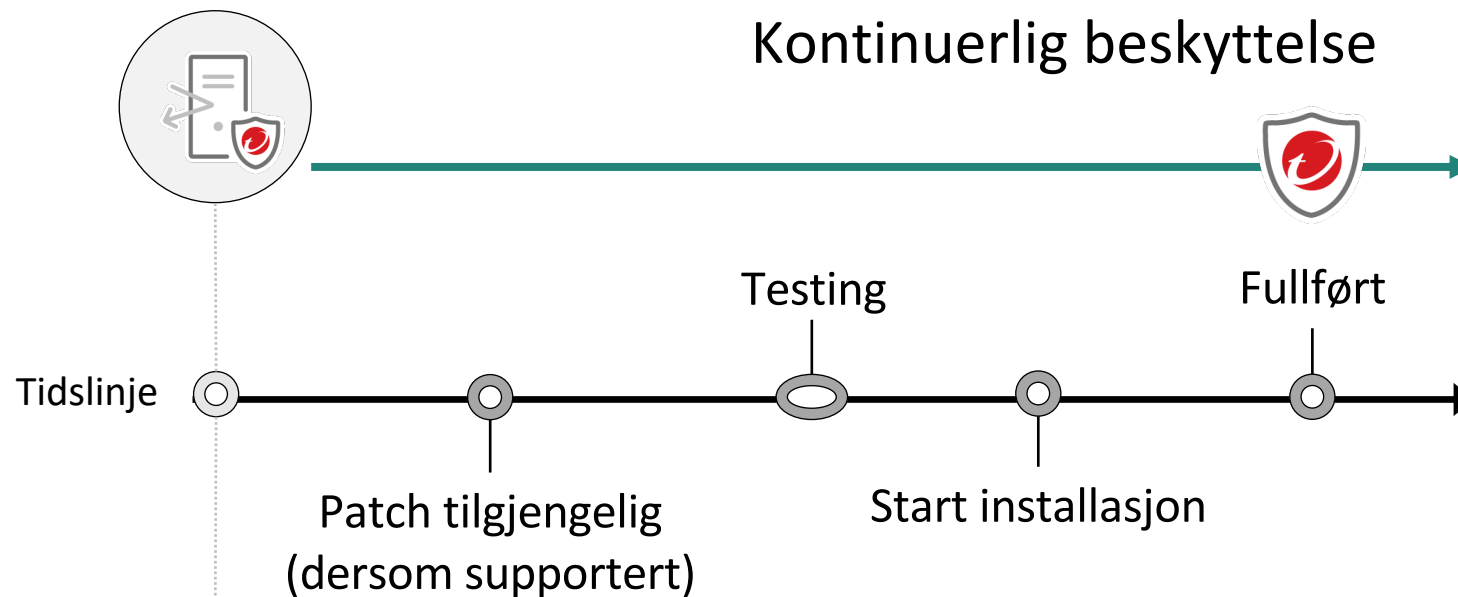 Kontinuerlig beskyttelse
Testing
Fullført
Tidslinje
Patch tilgjengelig
(dersom supportert)
Start installasjon